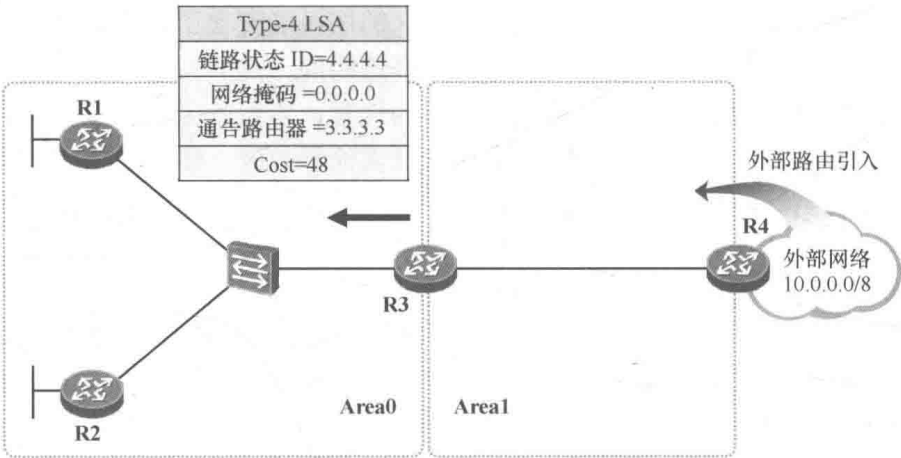 Type-4 LSA
链路状态 ID=4.4.4.4
网络掩码 =0.0.0.0
通告路由器 =3.3.3.3
Cost=48
R1
外部路由引入
R4
外部网络
10.0.0.0/8
R3
Area0
Area1
R2